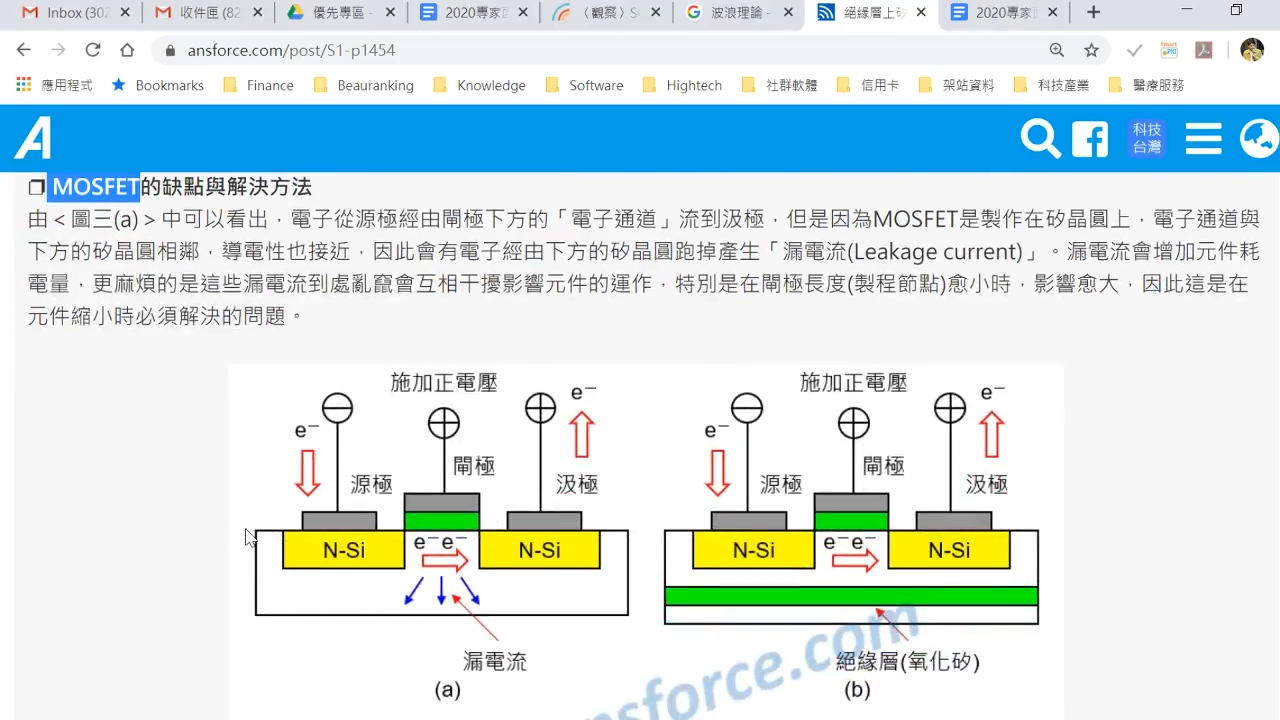 Inbox (302
收件匣 (82
優先專區 -
2020專家
〈觀察〉S
波浪理論 -
絕緣層上矽
2020專家
ansforce.com/post/S1-p1454
應用程式 Bookmarks Finance Beauranking Knowledge Software Hightech 社群軟體 信用卡 架站資料 科技產業 醫療服務
科技
台灣
❒ MOSFET的缺點與解決方法
由＜圖三(a)＞中可以看出，電子從源極經由閘極下方的「電子通道」流到汲極，但是因為MOSFET是製作在矽晶圓上，電子通道與
下方的矽晶圓相鄰，導電性也接近，因此會有電子經由下方的矽晶圓跑掉產生「漏電流(Leakage current)」。漏電流會增加元件耗
電量，更麻煩的是這些漏電流到處亂竄會互相干擾影響元件的運作，特別是在閘極長度(製程節點)愈小時，影響愈大，因此這是在
元件縮小時必須解決的問題。
施加正電壓 施加正電壓
e⁻ e⁻
e⁻ e⁻
閘極 閘極
源極 汲極 源極 汲極
N-Si e⁻e⁻ N-Si N-Si e⁻e⁻ N-Si
漏電流 絕緣層(氧化矽)
(a) (b)
nsforce.com